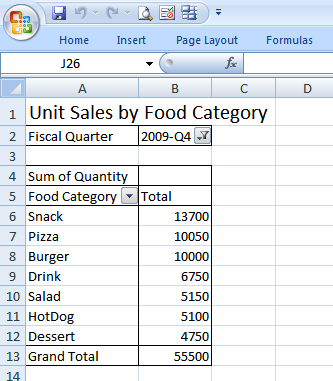 Home Insert Page Layout Formulas
J26 fx
A B C D
1 Unit Sales by Food Category
2 Fiscal Quarter 2009-Q4
3
4 Sum of Quantity
5 Food Category Total
6 Snack 13700
7 Pizza 10050
8 Burger 10000
9 Drink 6750
10 Salad 5150
11 HotDog 5100
12 Dessert 4750
13 Grand Total 55500
14